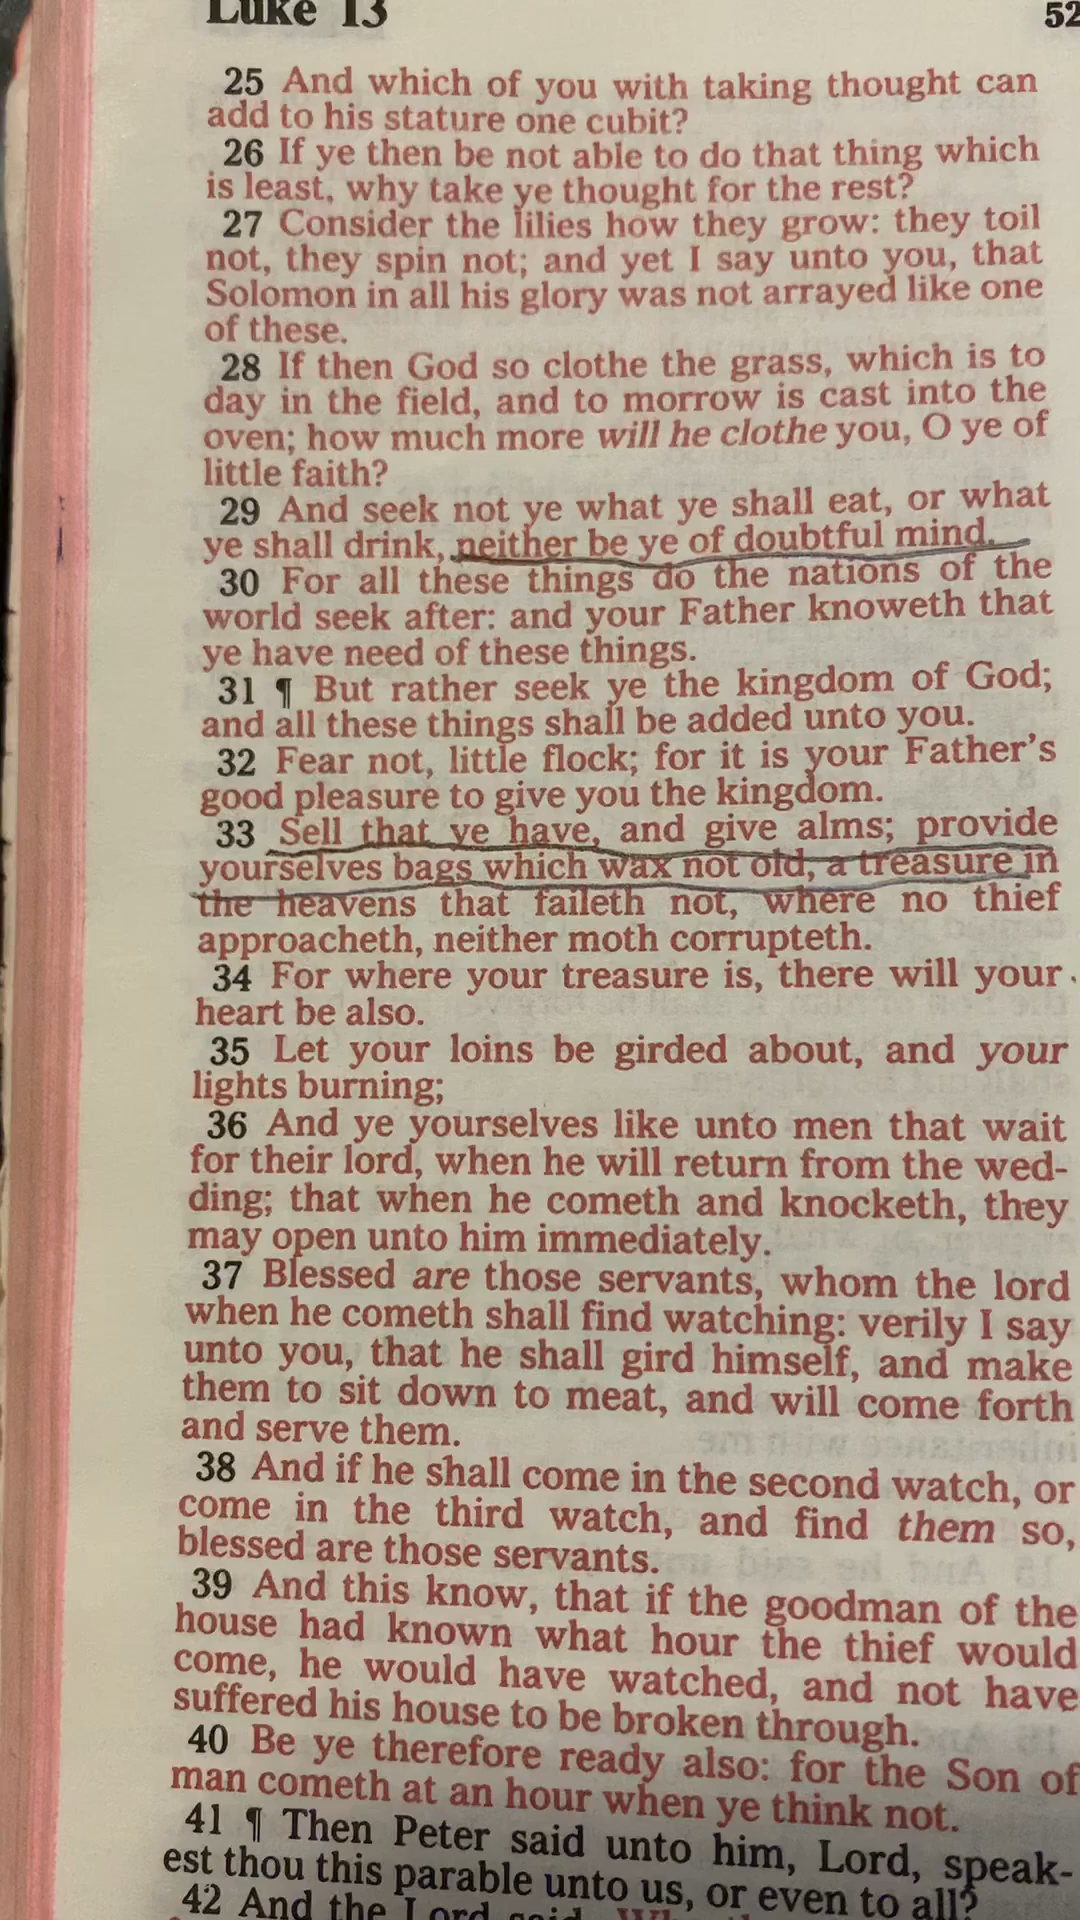 Luke 13
52
25 And which of you with taking thought can
add to his stature one cubit?
26 If ye then be not able to do that thing which
is least, why take ye thought for the rest?
27 Consider the lilies how they grow: they toil
not, they spin not; and yet I say unto you, that
Solomon in all his glory was not arrayed like one
of these.
28 If then God so clothe the grass, which is to
day in the field, and to morrow is cast into the
oven; how much more will he clothe you, O ye of
little faith?
29 And seek not ye what ye shall eat, or what
ye shall drink, neither be ye of doubtful mind.
30 For all these things do the nations of the
world seek after: and your Father knoweth that
ye have need of these things.
31 ¶ But rather seek ye the kingdom of God;
and all these things shall be added unto you.
32 Fear not, little flock; for it is your Father's
good pleasure to give you the kingdom.
33 Sell that ye have, and give alms; provide
yourselves bags which wax not old, a treasure in
the heavens that faileth not, where no thief
approacheth, neither moth corrupteth.
34 For where your treasure is, there will your
heart be also.
35 Let your loins be girded about, and your
lights burning;
36 And ye yourselves like unto men that wait
for their lord, when he will return from the wed-
ding; that when he cometh and knocketh, they
may open unto him immediately.
37 Blessed are those servants, whom the lord
when he cometh shall find watching: verily I say
unto you, that he shall gird himself, and make
them to sit down to meat, and will come forth
and serve them.
38 And if he shall come in the second watch, or
come in the third watch, and find them so,
blessed are those servants.
39 And this know, that if the goodman of the
house had known what hour the thief would
come, he would have watched, and not have
suffered his house to be broken through.
40 Be ye therefore ready also: for the Son of
man cometh at an hour when ye think not.
41 ¶ Then Peter said unto him, Lord, speak-
est thou this parable unto us, or even to all?
42 And the Lord said,